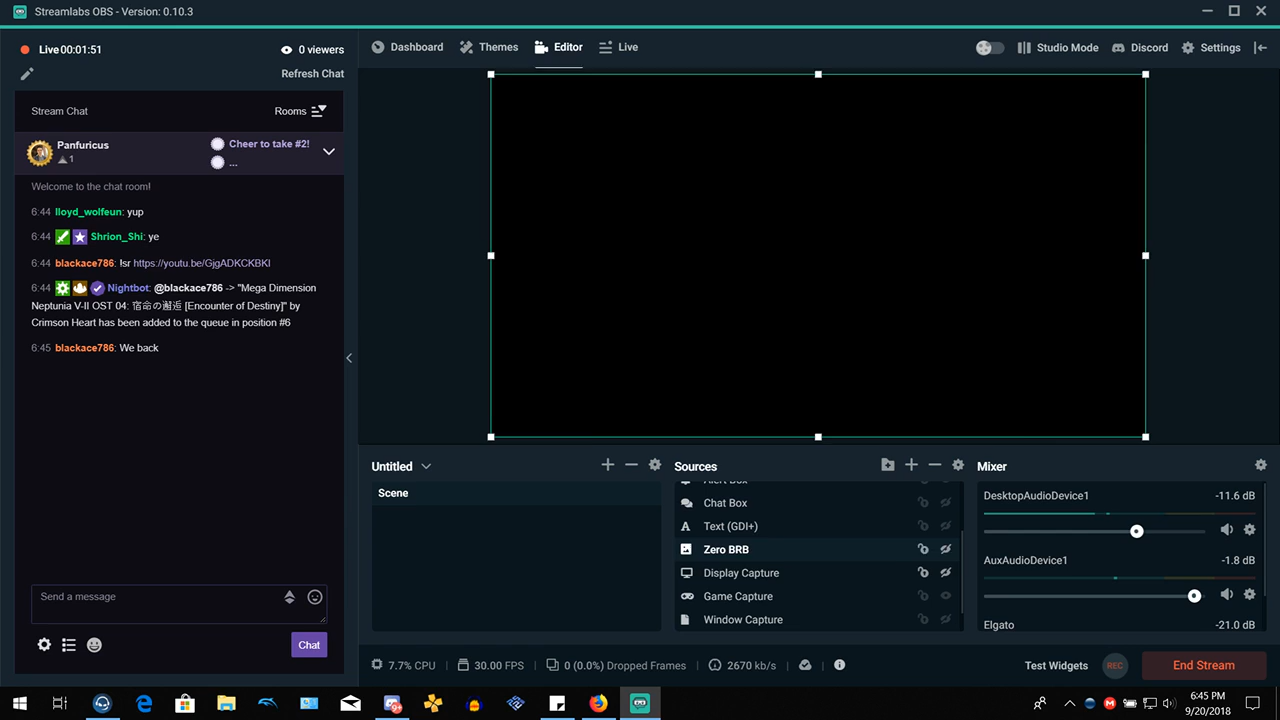 Streamlabs OBS - Version: 0.10.3
Live 00:01:51
0 viewers
Refresh Chat
Dashboard
Themes
Editor
Live
Studio Mode
Discord
Settings
Stream Chat
Rooms
Panfuricus
1
Cheer to take #2!
...
Welcome to the chat room!
6:44 lloyd_wolfeun: yup
6:44 Shrion_Shi: ye
6:44 blackace786: !sr https://youtu.be/GjgADKCKBKI
6:44 Nightbot: @blackace786 -> "Mega Dimension
Neptunia V-II OST 04: 宿命の邂逅 [Encounter of Destiny]" by
Crimson Heart has been added to the queue in position #6
6:45 blackace786: We back
Send a message
Chat
Untitled
Scene
Sources
Alert Box
Chat Box
Text (GDI+)
Zero BRB
Display Capture
Game Capture
Window Capture
Mixer
DesktopAudioDevice1 -11.6 dB
AuxAudioDevice1 -1.8 dB
Elgato -21.0 dB
7.7% CPU
30.00 FPS
0 (0.0%) Dropped Frames
2670 kb/s
Test Widgets
REC
End Stream
6:45 PM
9/20/2018